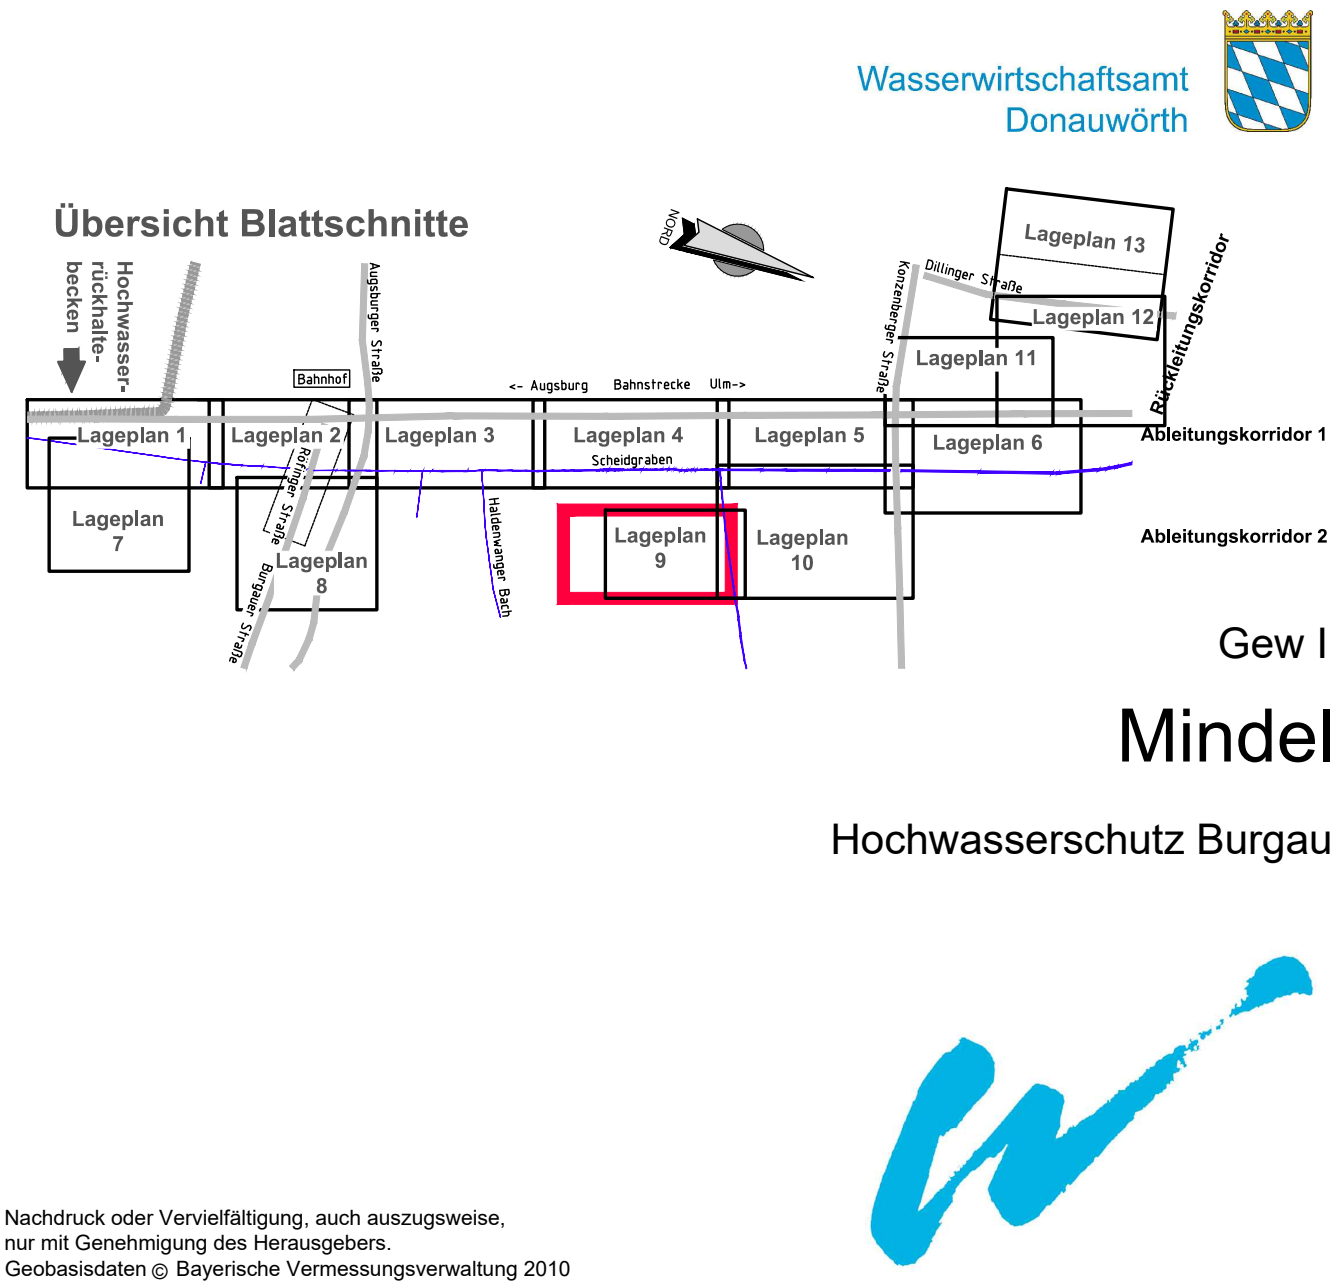 Wasserwirtschaftsamt
Donauwörth
Übersicht Blattschnitte
NORD
Hochwasser-
rückhalte-
becken
Augsburger Straße
Konzenberger Straße
Dillinger Straße
Lageplan 13
Lageplan 12
Lageplan 11
Rückleitungskorridor
Bahnhof
<- Augsburg Bahnstrecke Ulm->
Lageplan 1
Lageplan 2
Lageplan 3
Lageplan 4
Lageplan 5
Lageplan 6
Ableitungskorridor 1
Scheidgraben
Röfinger Straße
Haldenwanger Bach
Lageplan
7
Lageplan
8
Lageplan
9
Lageplan
10
Ableitungskorridor 2
Burgauer Straße
Gew I
Mindel
Hochwasserschutz Burgau
Nachdruck oder Vervielfältigung, auch auszugsweise,
nur mit Genehmigung des Herausgebers.
Geobasisdaten © Bayerische Vermessungsverwaltung 2010